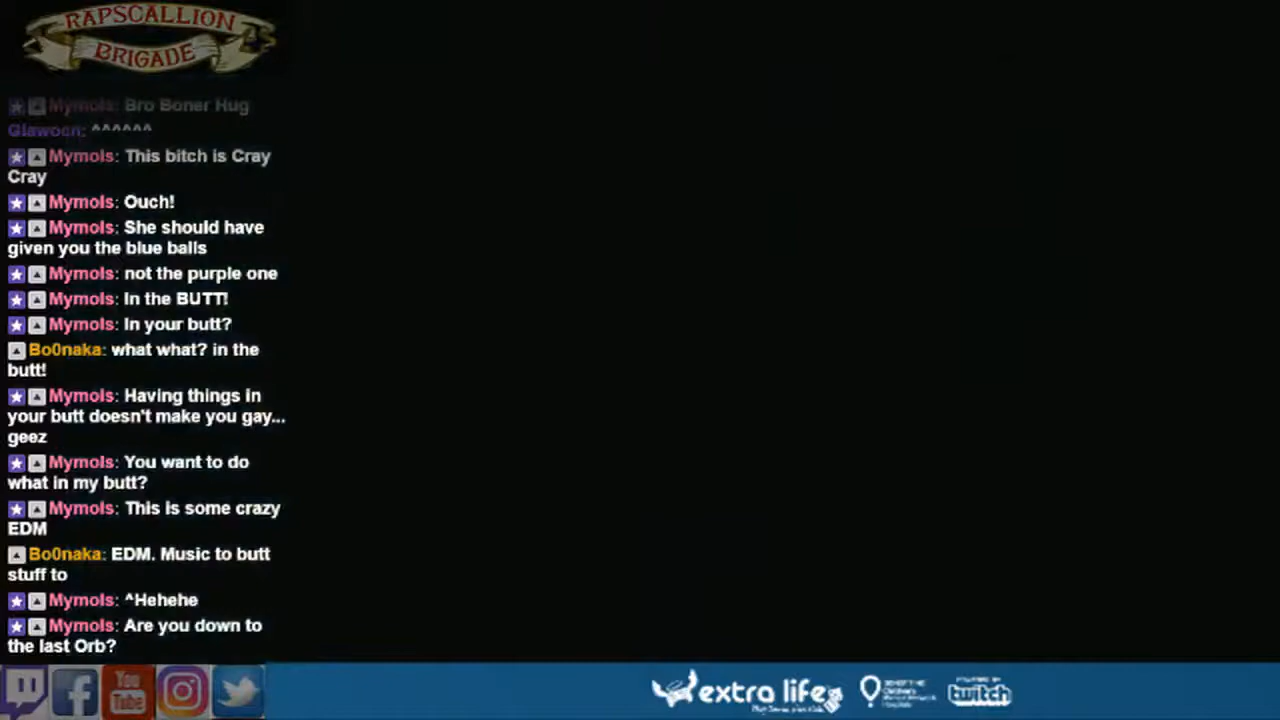 RAPSCALLION
BRIGADE
Mymols: Bro Boner Hug
Glawocn: ^^^^^^
Mymols: This bitch is Cray
Cray
Mymols: Ouch!
Mymols: She should have
given you the blue balls
Mymols: not the purple one
Mymols: In the BUTT!
Mymols: In your butt?
Bo0naka: what what? in the
butt!
Mymols: Having things in
your butt doesn't make you gay...
geez
Mymols: You want to do
what in my butt?
Mymols: This is some crazy
EDM
Bo0naka: EDM. Music to butt
stuff to
Mymols: ^Hehehe
Mymols: Are you down to
the last Orb?
You
Tube
extra life
twitch